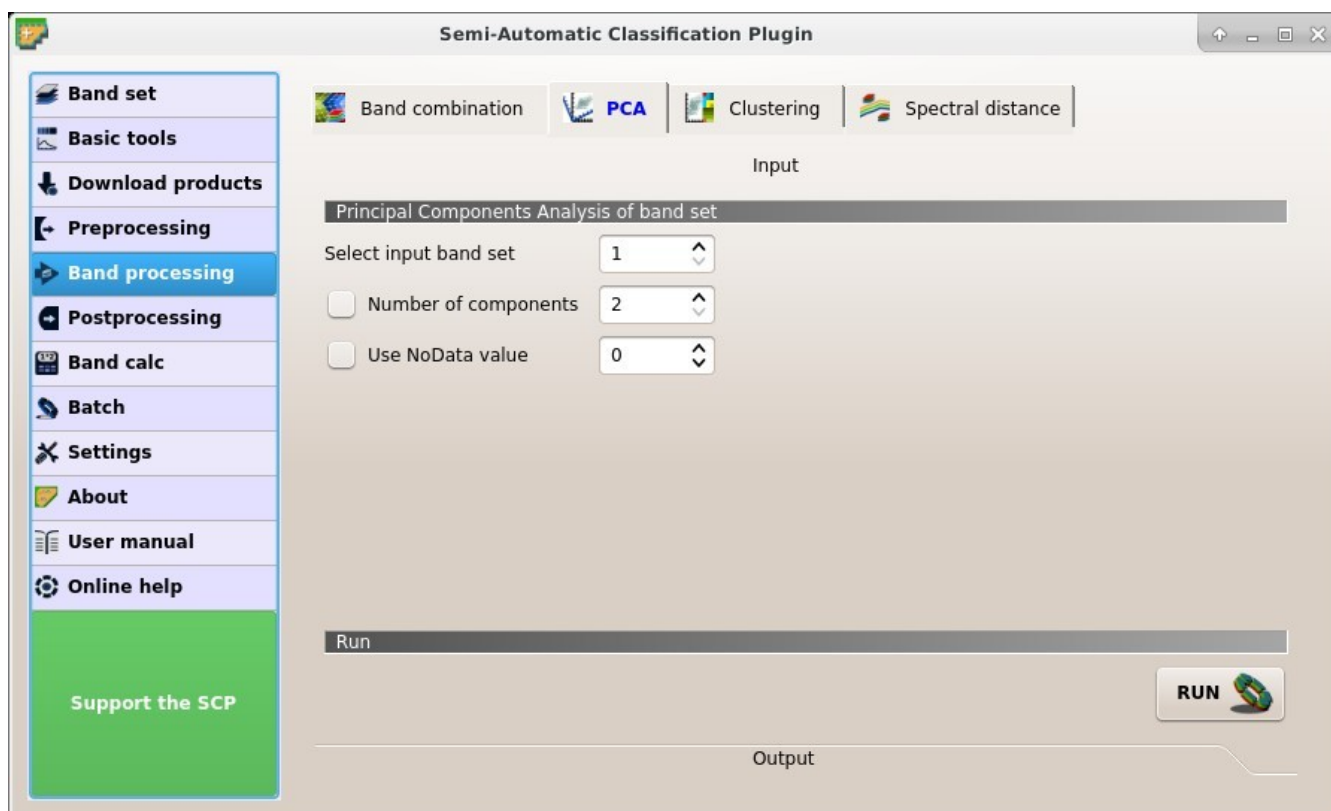 Semi-Automatic Classification Plugin
Band set
Basic tools
Download products
Preprocessing
Band processing
Postprocessing
Band calc
Batch
Settings
About
User manual
Online help
Support the SCP
Band combination
PCA
Clustering
Spectral distance
Input
Principal Components Analysis of band set
Select input band set 1
Number of components 2
Use NoData value 0
Run
RUN
Output